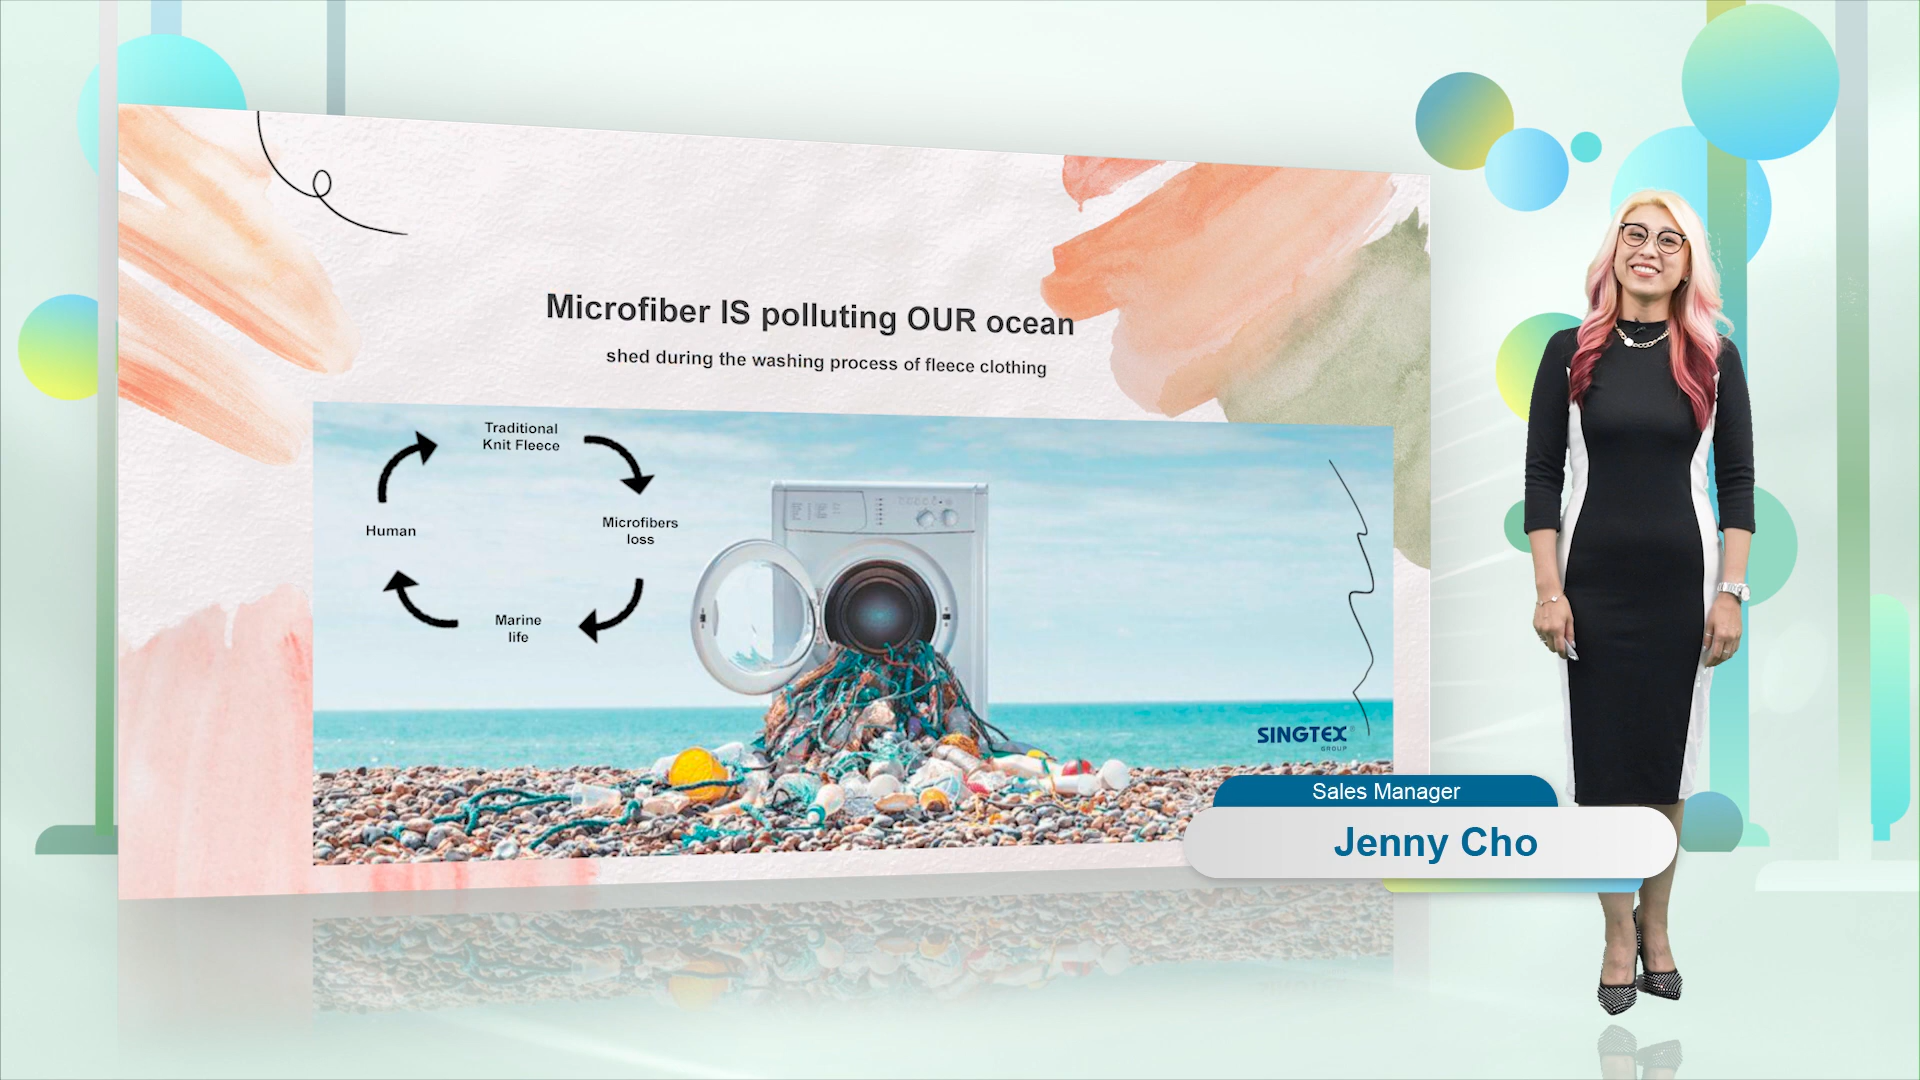 Microfiber IS polluting OUR ocean
shed during the washing process of fleece clothing
Traditional
Knit Fleece
Human
Microfibers
loss
Marine
life
SINGTEX
GROUP
Sales Manager
Jenny Cho